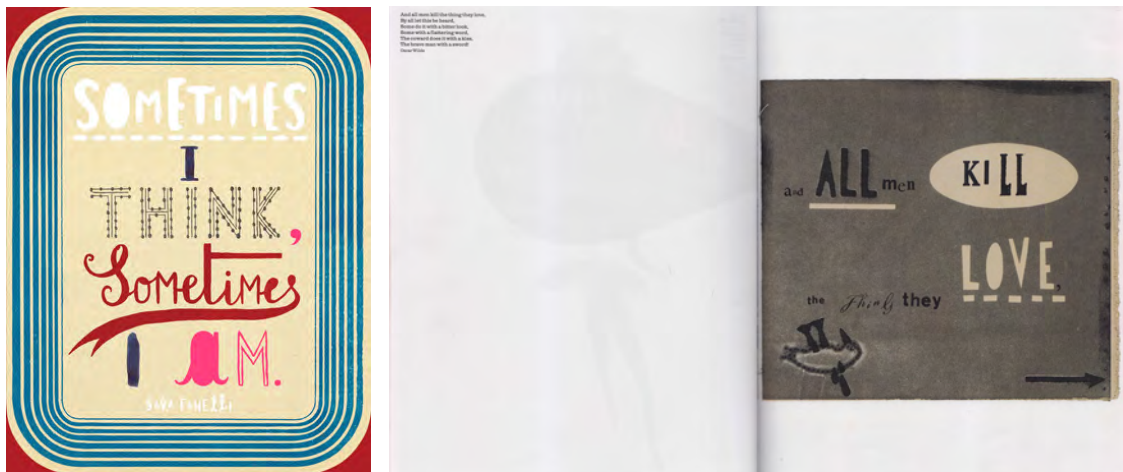 SOMETIMES
I
THINK,
Sometimes
I AM.
SARA FANELLI
And all men kill the thing they love,
By all let this be heard,
Some do it with a bitter look,
Some with a flattering word,
The coward does it with a kiss,
The brave man with a sword!
Oscar Wilde
and ALL men KILL
the Thing they LOVE,